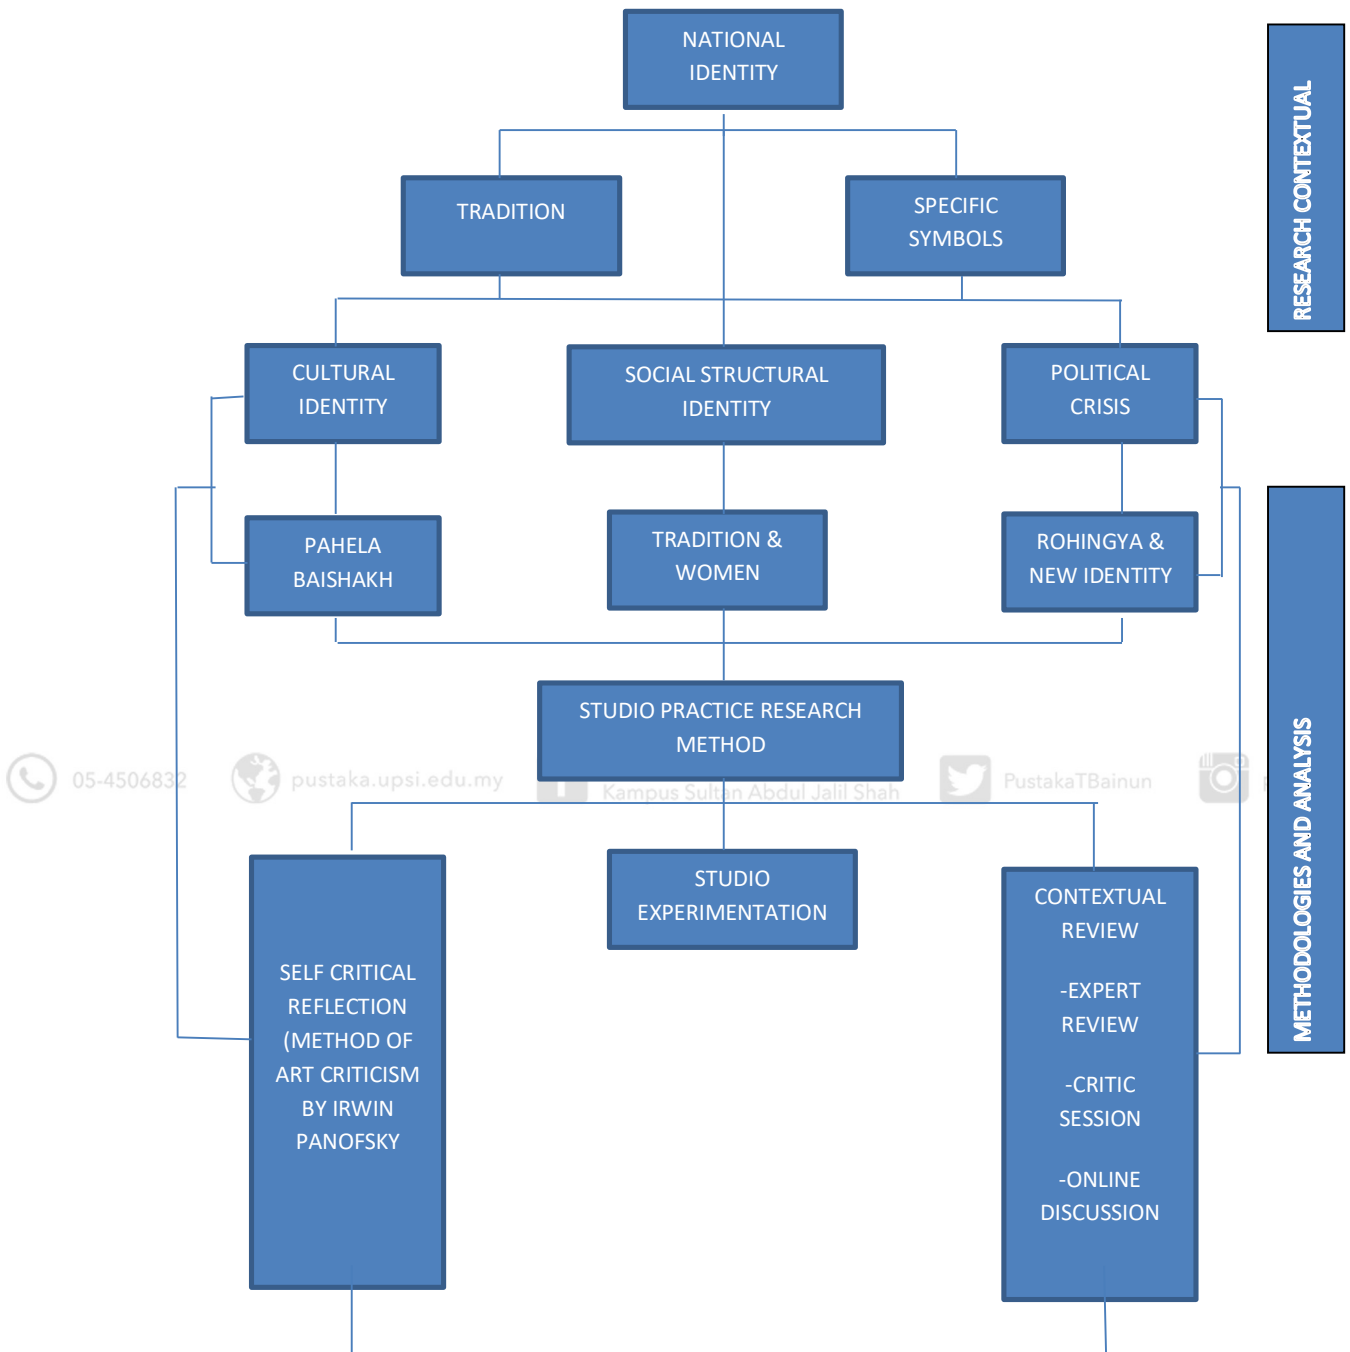 NATIONAL
IDENTITY
RESEARCH CONTEXTUAL
TRADITION
SPECIFIC
SYMBOLS
CULTURAL
IDENTITY
SOCIAL STRUCTURAL
IDENTITY
POLITICAL
CRISIS
PAHELA
BAISHAKH
TRADITION &
WOMEN
ROHINGYA &
NEW IDENTITY
METHODOLOGIES AND ANALYSIS
STUDIO PRACTICE RESEARCH
METHOD
05-4506832
pustaka.upsi.edu.my
Kampus Sultan Abdul Jalil Shah
PustakaTBainun
STUDIO
EXPERIMENTATION
SELF CRITICAL
REFLECTION
(METHOD OF
ART CRITICISM
BY IRWIN
PANOFSKY
CONTEXTUAL
REVIEW
-EXPERT
REVIEW
-CRITIC
SESSION
-ONLINE
DISCUSSION